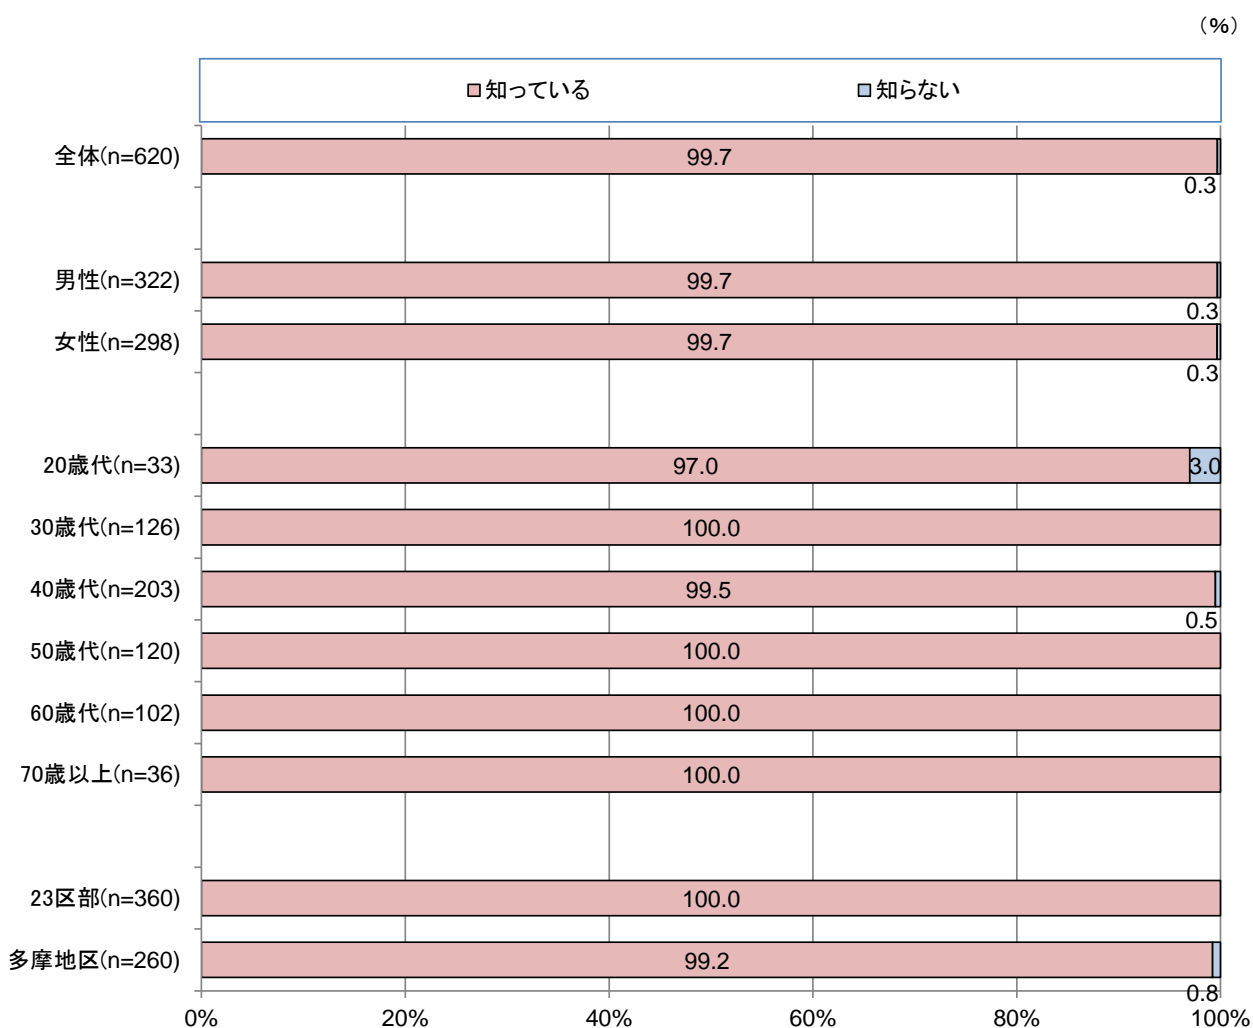 （%）
知っている 知らない
全体(n=620) 99.7
0.3
男性(n=322) 99.7
0.3
女性(n=298) 99.7
0.3
20歳代(n=33) 97.0 3.0
30歳代(n=126) 100.0
40歳代(n=203) 99.5
0.5
50歳代(n=120) 100.0
60歳代(n=102) 100.0
70歳以上(n=36) 100.0
23区部(n=360) 100.0
多摩地区(n=260) 99.2
0.8
0% 20% 40% 60% 80% 100%